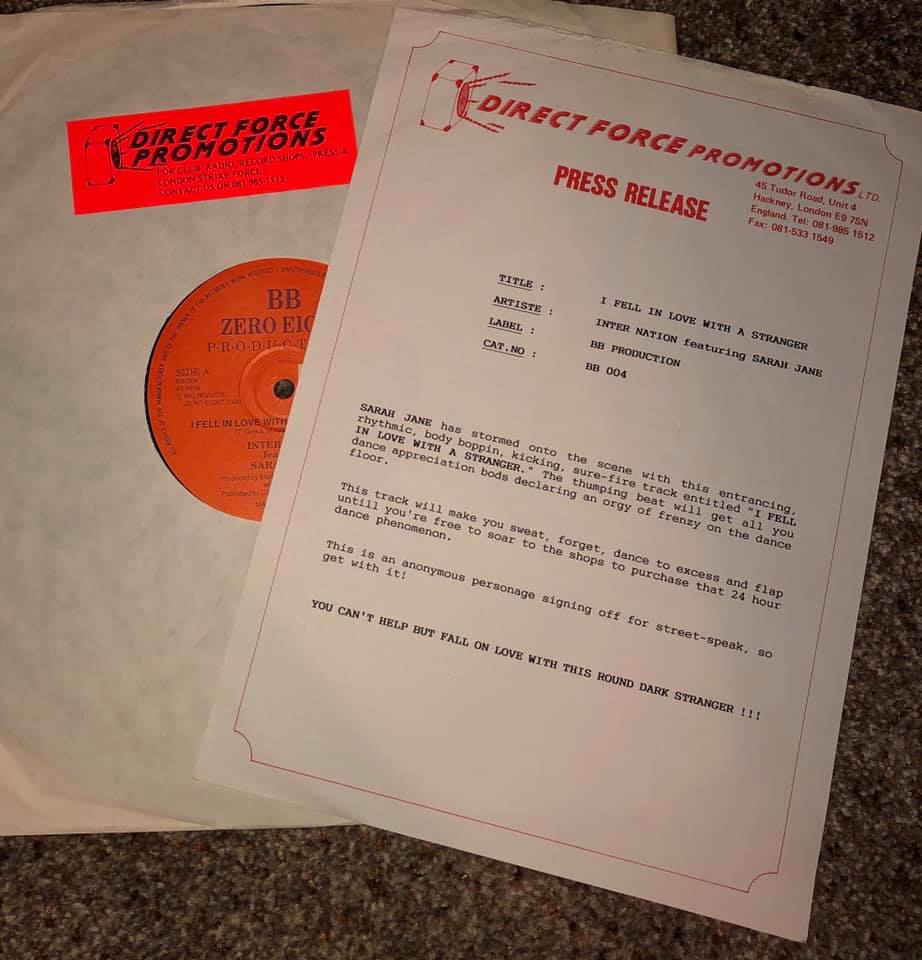 DIRECT FORCE
PROMOTIONS
FOR CLUB, RADIO, RECORD SHOPS, PRESS &
LONDON STRIKE FORCE
CONTACT US ON 081-985 1512
BB
ZERO EIG
SIDE A
I FELL IN LOVE WITH
INTER
SAR
Produced by
Published by
DIRECT FORCE PROMOTIONS LTD.
PRESS RELEASE
45 Tudor Road, Unit 4
Hackney, London E9 7SN
England. Tel: 081-985 1512
Fax: 081-533 1549
TITLE : I FELL IN LOVE WITH A STRANGER
ARTISTE : INTER NATION featuring SARAH JANE
LABEL : BB PRODUCTION
CAT.NO : BB 004
SARAH JANE has stormed onto the scene with this entrancing,
rhythmic, body boppin, kicking, sure-fire track entitled "I FELL
IN LOVE WITH A STRANGER." The thumping beat will get all you
dance appreciation bods declaring an orgy of frenzy on the dance
floor.
This track will make you sweat, forget, dance to excess and flap
untill you're free to soar to the shops to purchase that 24 hour
dance phenomenon.
This is an anonymous personage signing off for street-speak, so
get with it!
YOU CAN'T HELP BUT FALL ON LOVE WITH THIS ROUND DARK STRANGER !!!